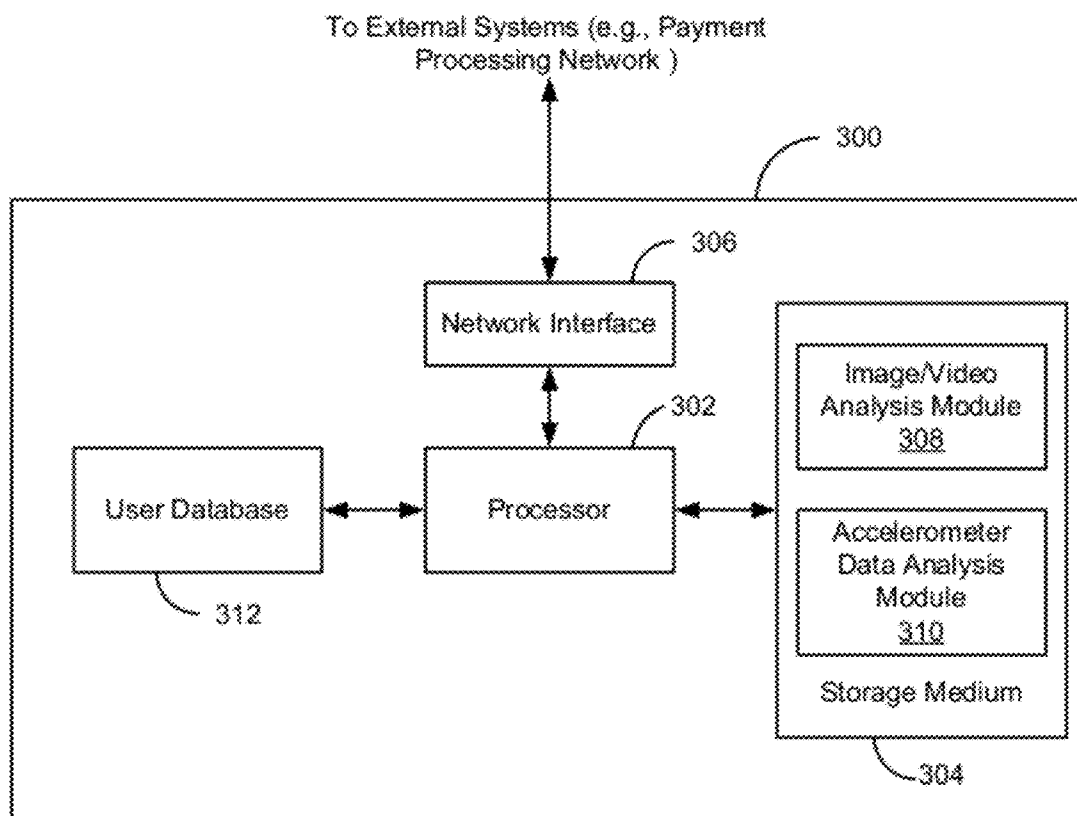 To External Systems (e.g., Payment
Processing Network )
300
306
Network Interface
302
Image/Video
Analysis Module
308
User Database
Processor
Accelerometer
Data Analysis
Module
310
312
Storage Medium
304